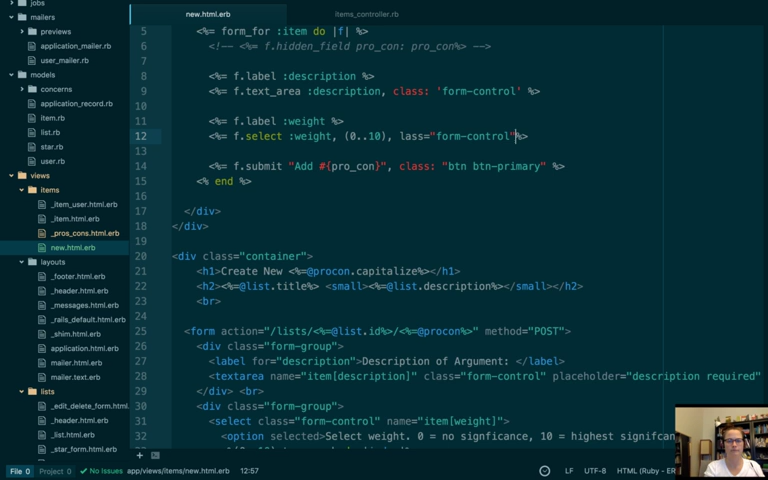 jobs
mailers
previews
application_mailer.rb
user_mailer.rb
models
concerns
application_record.rb
item.rb
list.rb
star.rb
user.rb
views
items
_item_user.html.erb
_item.html.erb
_pros_cons.html.erb
new.html.erb
layouts
_footer.html.erb
_header.html.erb
_messages.html.erb
_rails_default.html.erb
_shim.html.erb
application.html.erb
mailer.html.erb
mailer.text.erb
lists
_edit_delete_form.html.
_header.html.erb
_list.html.erb
_star_form.html.erb
new.html.erb
items_controller.rb
5 <%= form_for :item do |f| %>
6 <!-- <%= f.hidden_field pro_con: pro_con%> -->
7
8 <%= f.label :description %>
9 <%= f.text_area :description, class: 'form-control' %>
10
11 <%= f.label :weight %>
12 <%= f.select :weight, (0..10), lass="form-control"%>
13
14 <%= f.submit "Add #{pro_con}", class: "btn btn-primary" %>
15 <% end %>
16
17 </div>
18 </div>
19
20 <div class="container">
21 <h1>Create New <%=@procon.capitalize%></h1>
22 <h2><%=@list.title%> <small><%=@list.description%></small></h2>
23 <br>
24
25 <form action="/lists/<%=@list.id%>/<%=@procon%>" method="POST">
26 <div class="form-group">
27 <label for="description">Description of Argument: </label>
28 <textarea name="item[description]" class="form-control" placeholder="description required"
29 </div> <br>
30 <div class="form-group">
31 <select class="form-control" name="item[weight]">
32 <option selected>Select weight. 0 = no signficance, 10 = highest signifcan
File 0 Project 0 No Issues app/views/items/new.html.erb 12:57 LF UTF-8 HTML (Ruby - ER